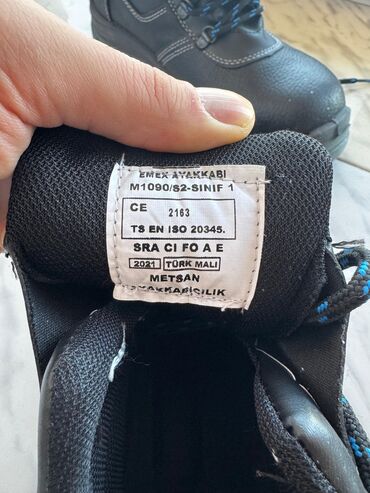 EMEX AYAKKABI
M1090/S2-SINIF 1
CE 2163
TS EN ISO 20345.
SRA CI FO A E
2021 TÜRK MALI
METSAN
AYAKKABICILIK